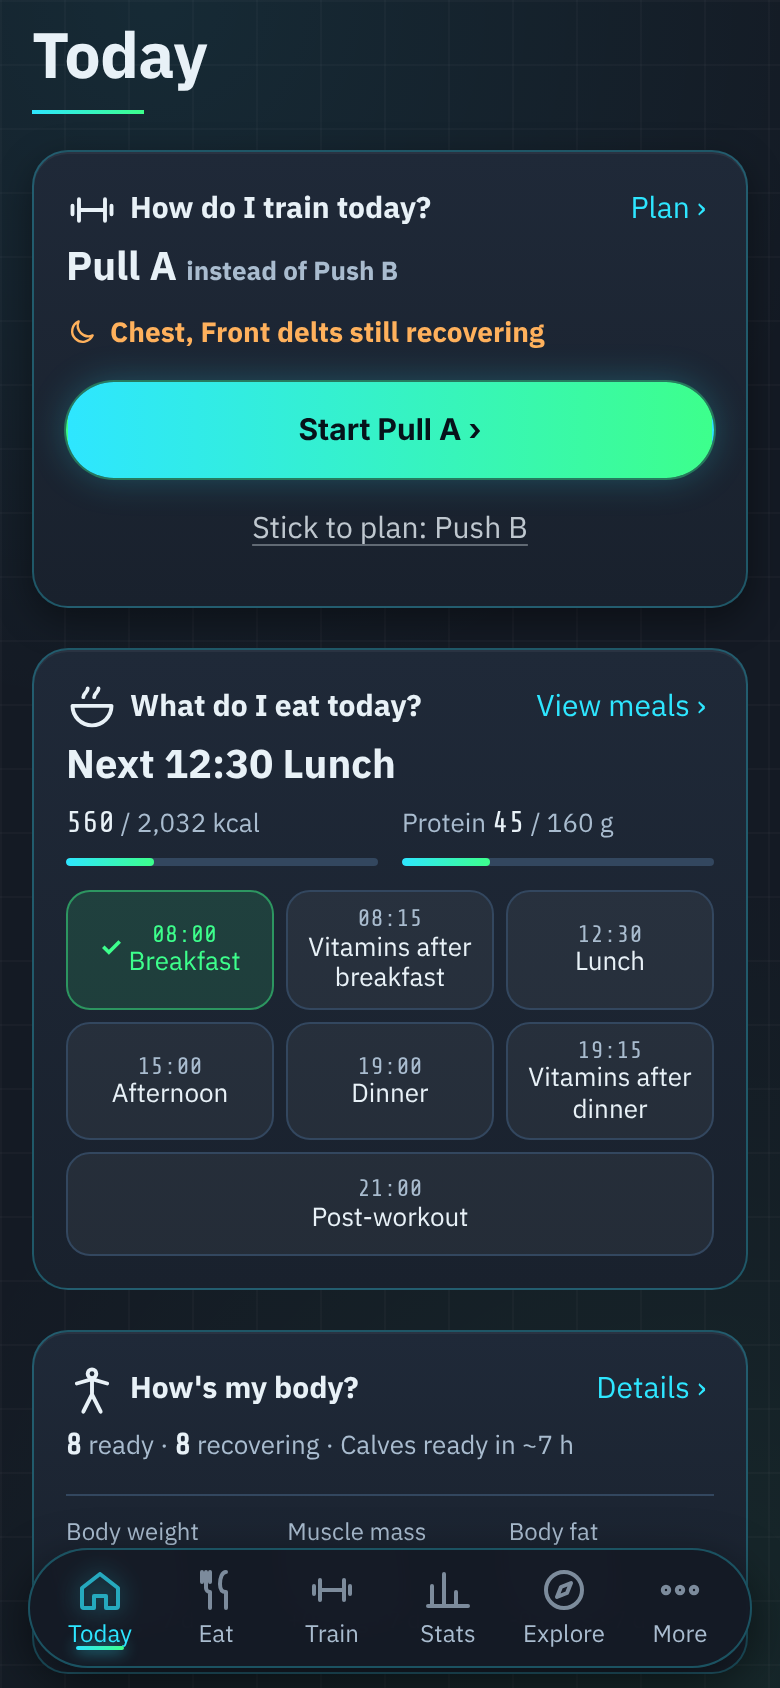 Today
How do I train today?
Plan ›
Pull A instead of Push B
Chest, Front delts still recovering
Start Pull A ›
Stick to plan: Push B
What do I eat today?
View meals ›
Next 12:30 Lunch
560 / 2,032 kcal
Protein 45 / 160 g
08:00
Breakfast
08:15
Vitamins after
breakfast
12:30
Lunch
15:00
Afternoon
19:00
Dinner
19:15
Vitamins after
dinner
21:00
Post-workout
How's my body?
Details ›
8 ready · 8 recovering · Calves ready in ~7 h
Body weight
Muscle mass
Body fat
Today
Eat
Train
Stats
Explore
More